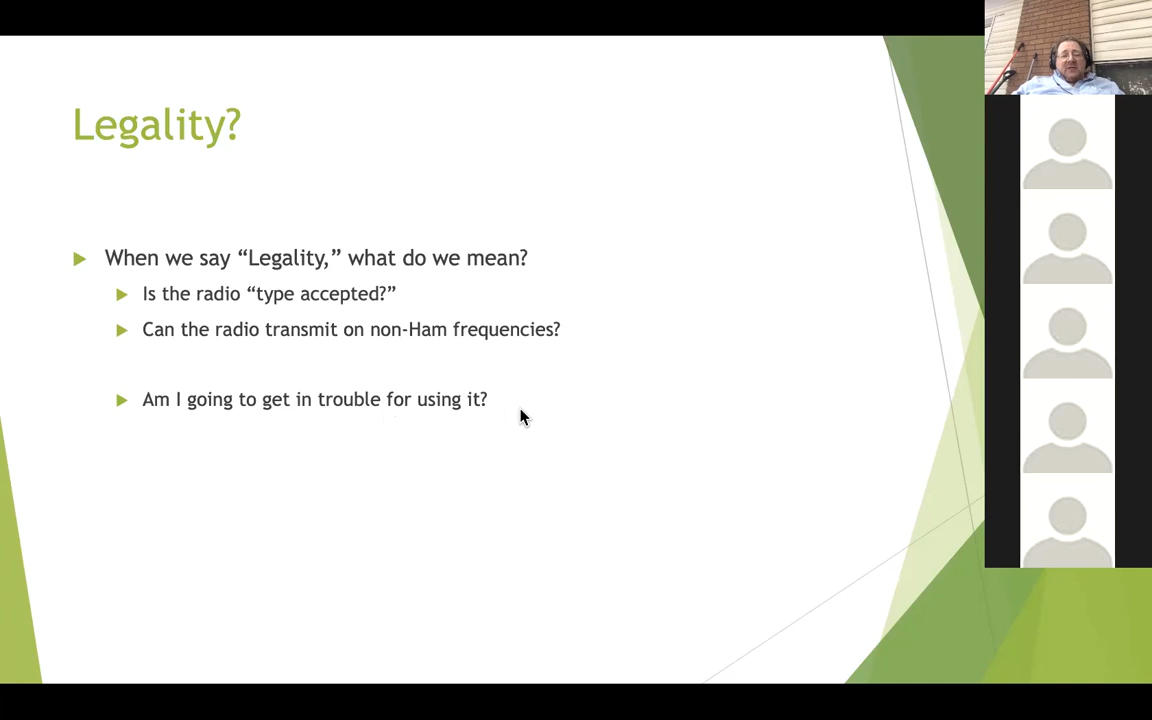 Legality?
When we say “Legality,” what do we mean?
Is the radio “type accepted?”
Can the radio transmit on non-Ham frequencies?
Am I going to get in trouble for using it?